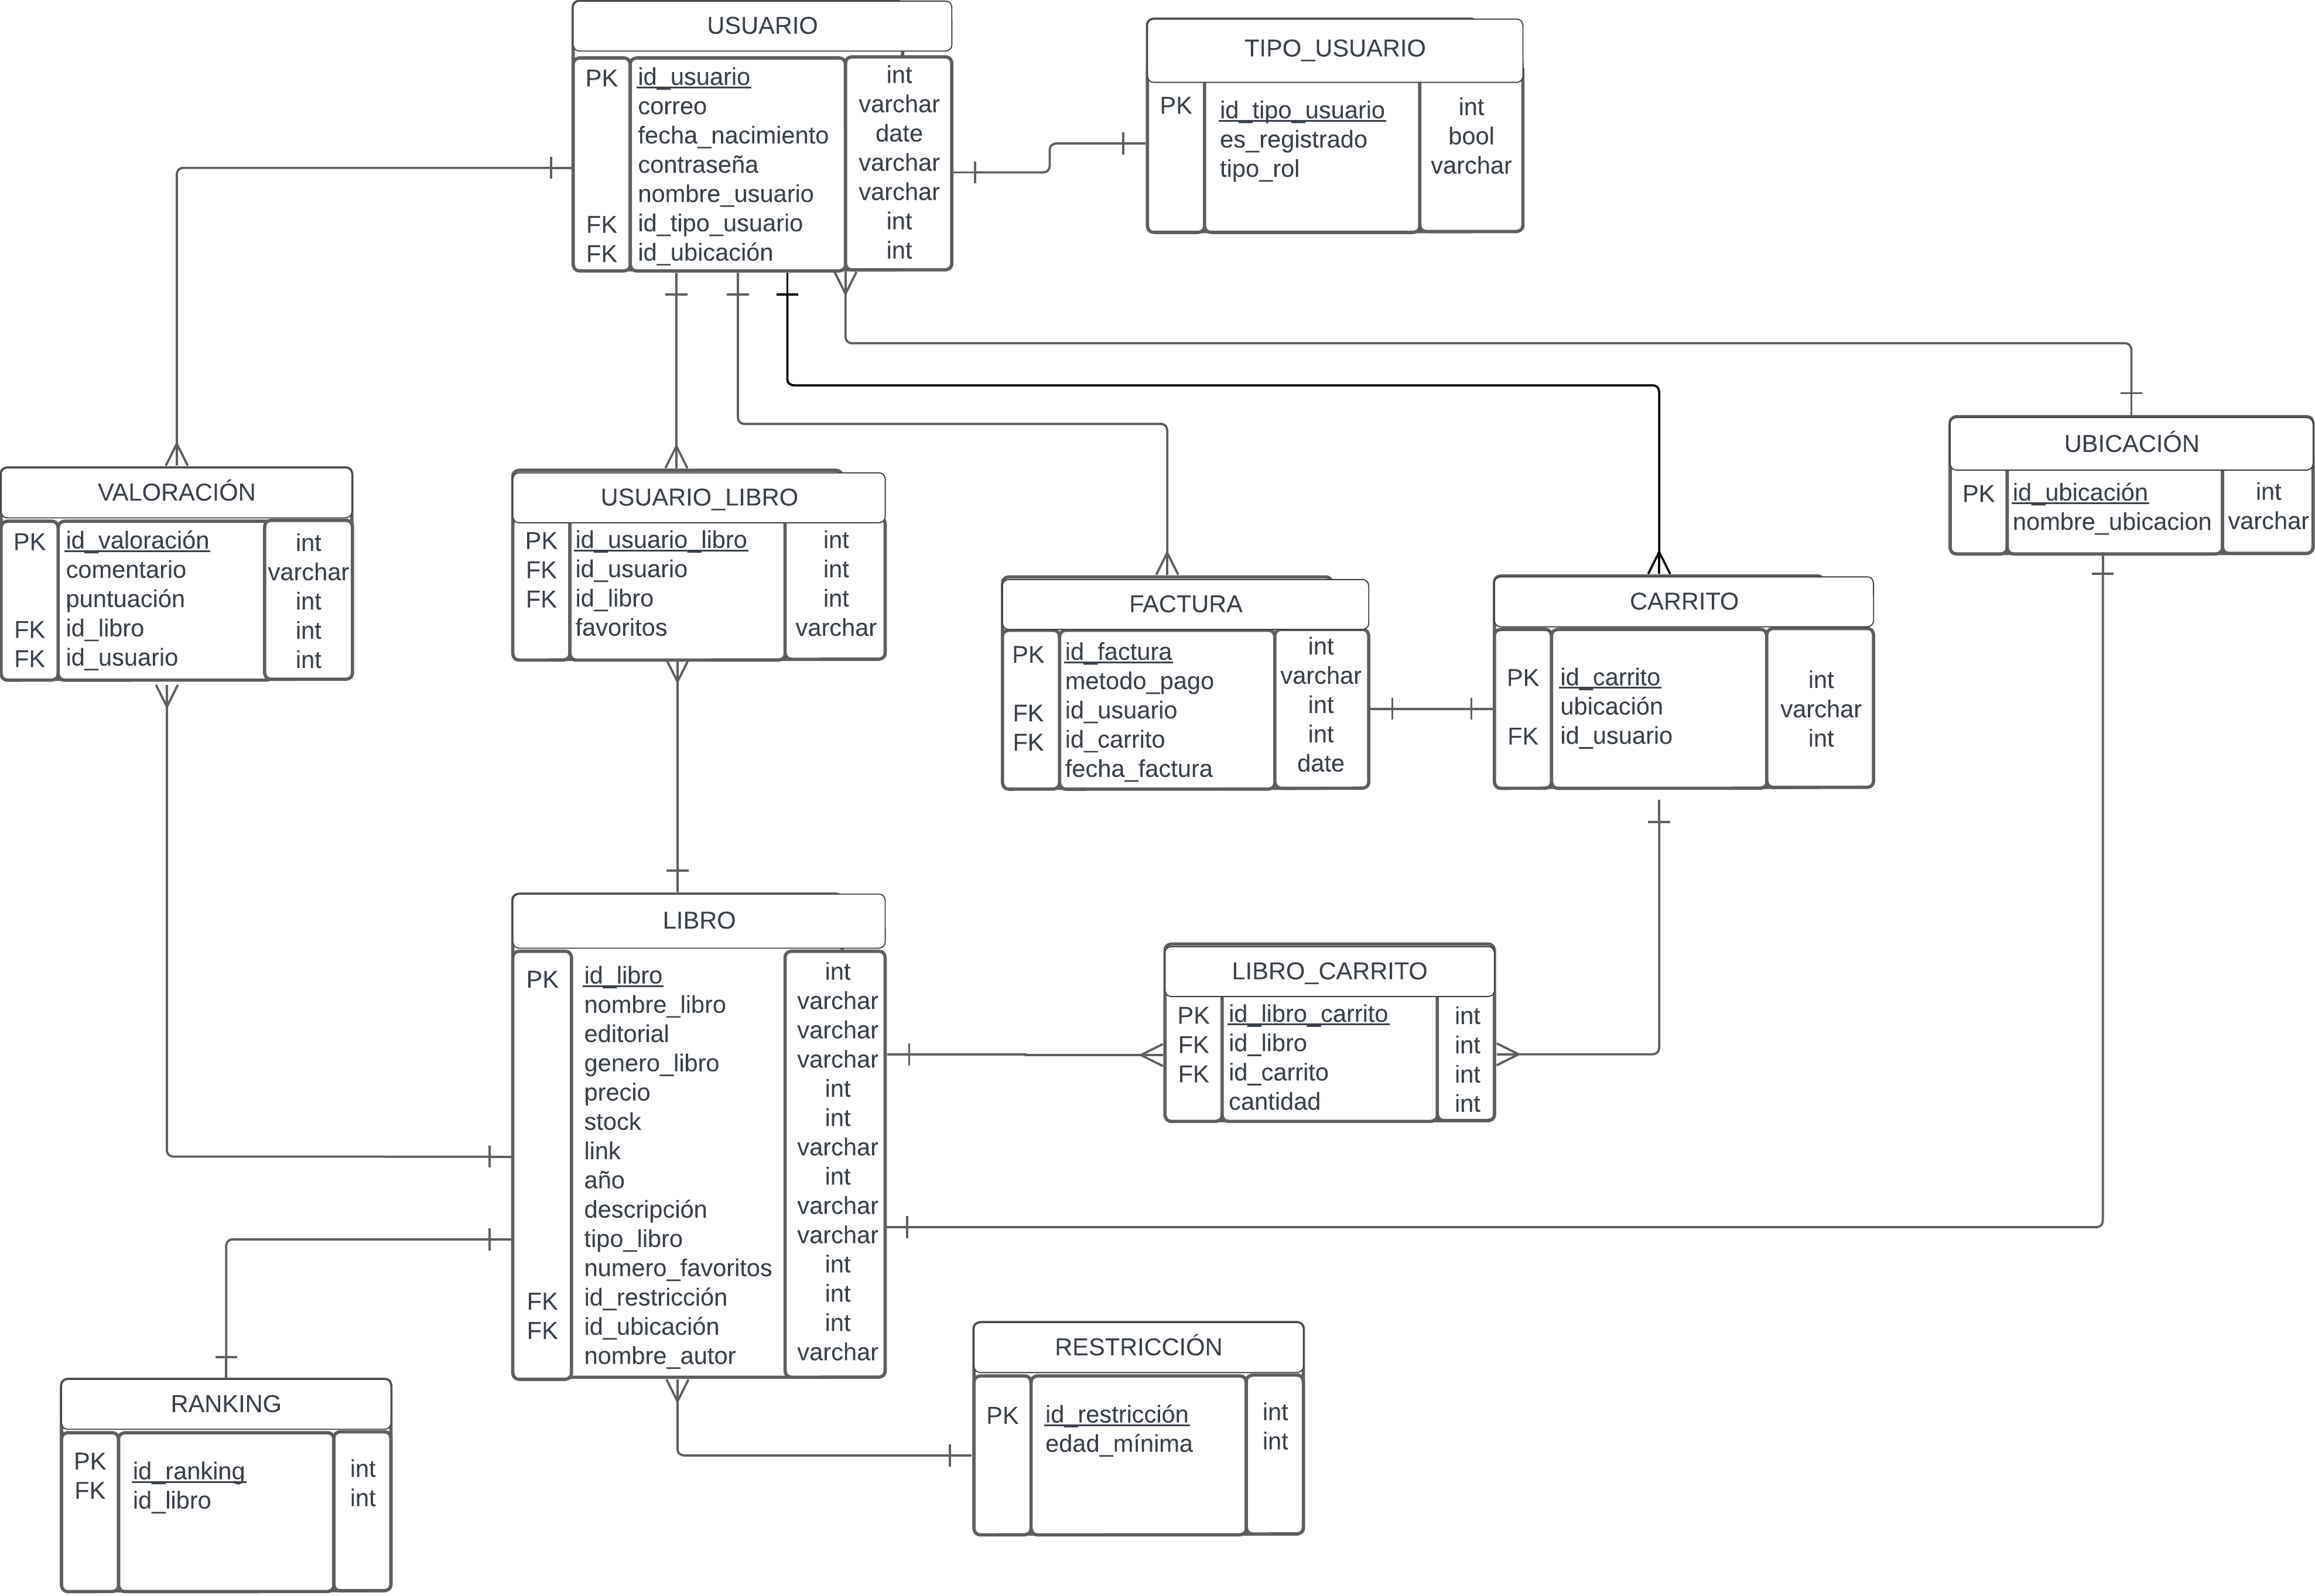 USUARIO
PK id_usuario int
correo varchar
fecha_nacimiento date
contraseña varchar
nombre_usuario varchar
FK id_tipo_usuario int
FK id_ubicación int
TIPO_USUARIO
PK id_tipo_usuario int
es_registrado bool
tipo_rol varchar
UBICACIÓN
PK id_ubicación int
nombre_ubicacion varchar
VALORACIÓN
PK id_valoración int
comentario varchar
puntuación int
FK id_libro int
FK id_usuario int
USUARIO_LIBRO
PK id_usuario_libro int
FK id_usuario int
FK id_libro int
favoritos varchar
FACTURA
PK id_factura int
metodo_pago varchar
FK id_usuario int
FK id_carrito int
fecha_factura date
CARRITO
PK id_carrito int
ubicación varchar
FK id_usuario int
LIBRO
PK id_libro int
nombre_libro varchar
editorial varchar
genero_libro varchar
precio int
stock int
link varchar
año int
descripción varchar
tipo_libro varchar
numero_favoritos int
FK id_restricción int
FK id_ubicación int
nombre_autor varchar
LIBRO_CARRITO
PK id_libro_carrito int
FK id_libro int
FK id_carrito int
cantidad int
RESTRICCIÓN
PK id_restricción int
edad_mínima int
RANKING
PK id_ranking int
FK id_libro int